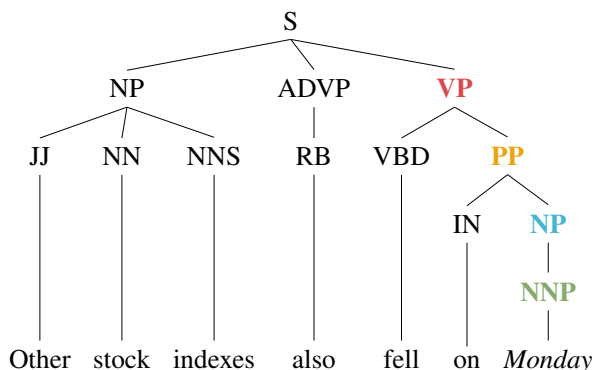 S
NP ADVP VP
JJ NN NNS RB VBD PP
IN NP
NNP
Other stock indexes also fell on Monday